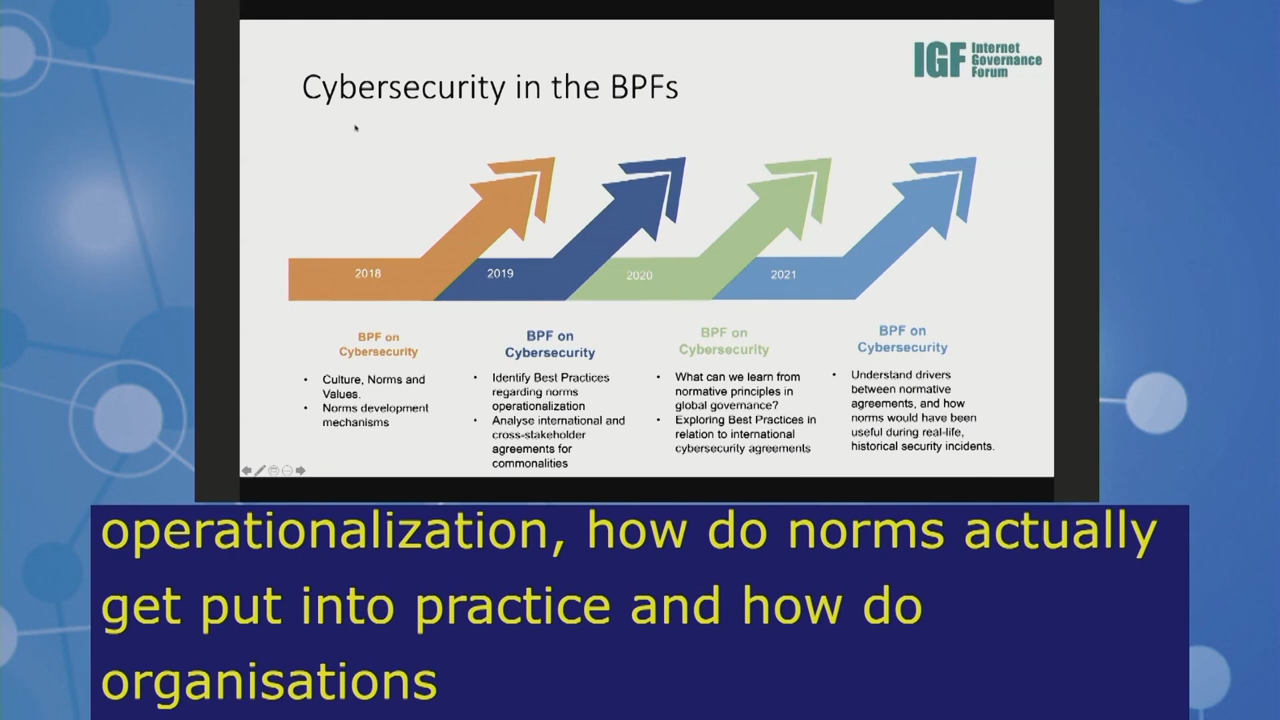 Cybersecurity in the BPFs
IGF Internet
Governance
Forum
2018
2019
2020
2021
BPF on
Cybersecurity
• Culture, Norms and
Values.
• Norms development
mechanisms
BPF on
Cybersecurity
• Identify Best Practices
regarding norms
operationalization
• Analyse international and
cross-stakeholder
agreements for
commonalities
BPF on
Cybersecurity
• What can we learn from
normative principles in
global governance?
• Exploring Best Practices in
relation to international
cybersecurity agreements
BPF on
Cybersecurity
• Understand drivers
between normative
agreements, and how
norms would have been
useful during real-life,
historical security incidents.
operationalization, how do norms actually
get put into practice and how do
organisations